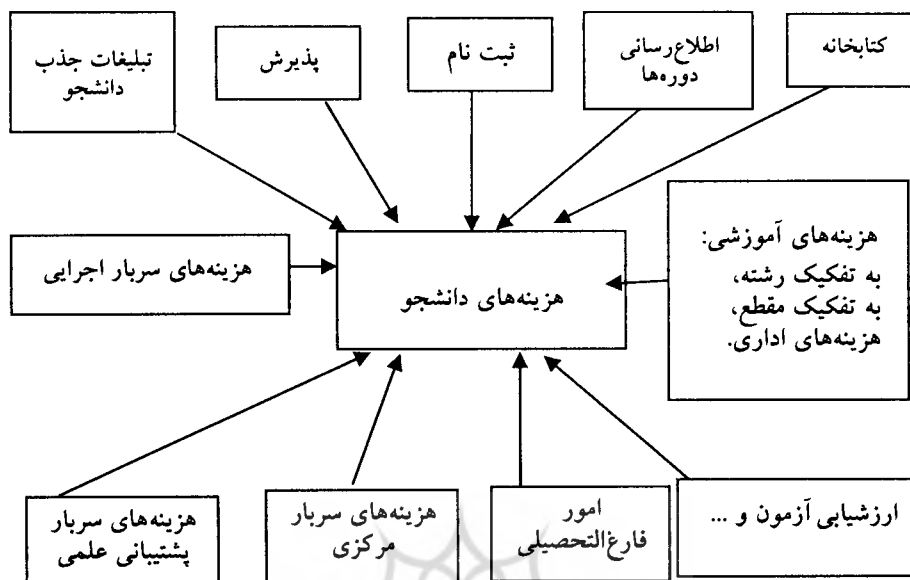 کتابخانه
اطلاع‌رسانی
دوره‌ها
ثبت نام
پذیرش
تبلیغات جذب
دانشجو
هزینه‌های آموزشی:
به تفکیک رشته،
به تفکیک مقطع،
هزینه‌های اداری.
هزینه‌های دانشجو
هزینه‌های سربار اجرایی
ارزشیابی آزمون و ...
امور
فارغ‌التحصیلی
هزینه‌های سربار
مرکزی
هزینه‌های سربار
پشتیبانی علمی